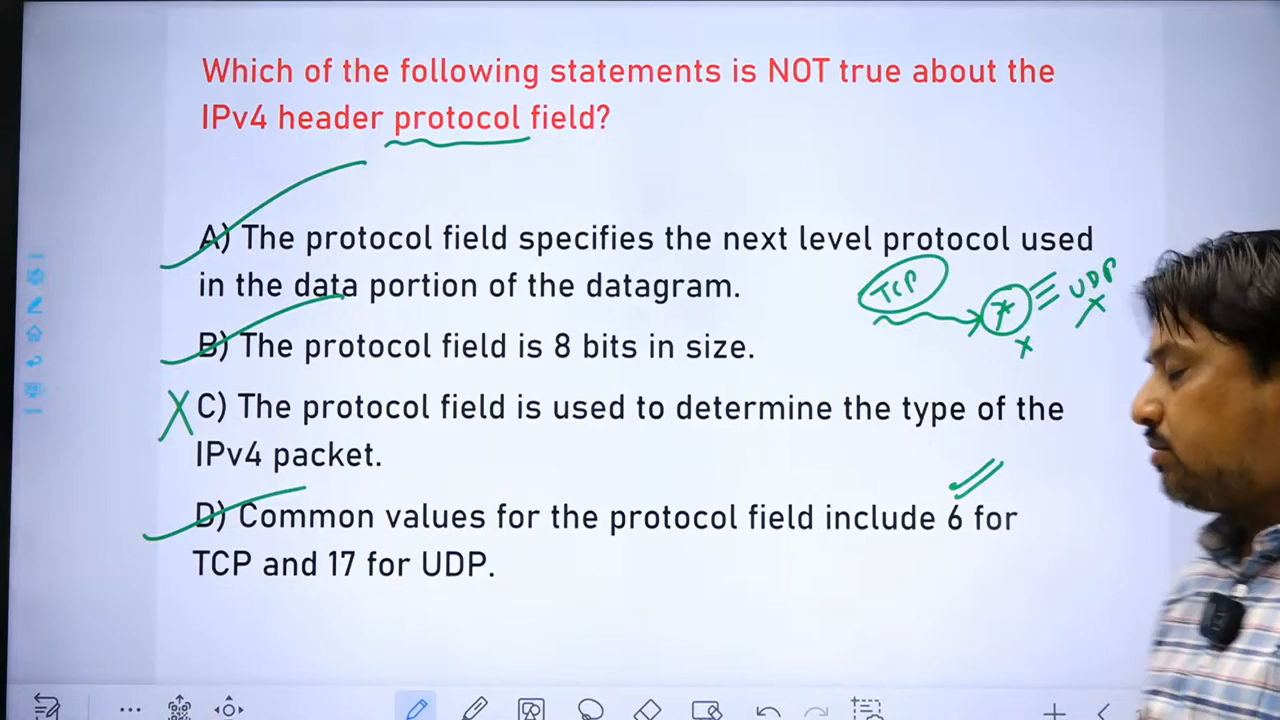 Which of the following statements is NOT true about the
IPv4 header protocol field?
A) The protocol field specifies the next level protocol used
in the data portion of the datagram.
TCP
UDP
B) The protocol field is 8 bits in size.
C) The protocol field is used to determine the type of the
IPv4 packet.
D) Common values for the protocol field include 6 for
TCP and 17 for UDP.